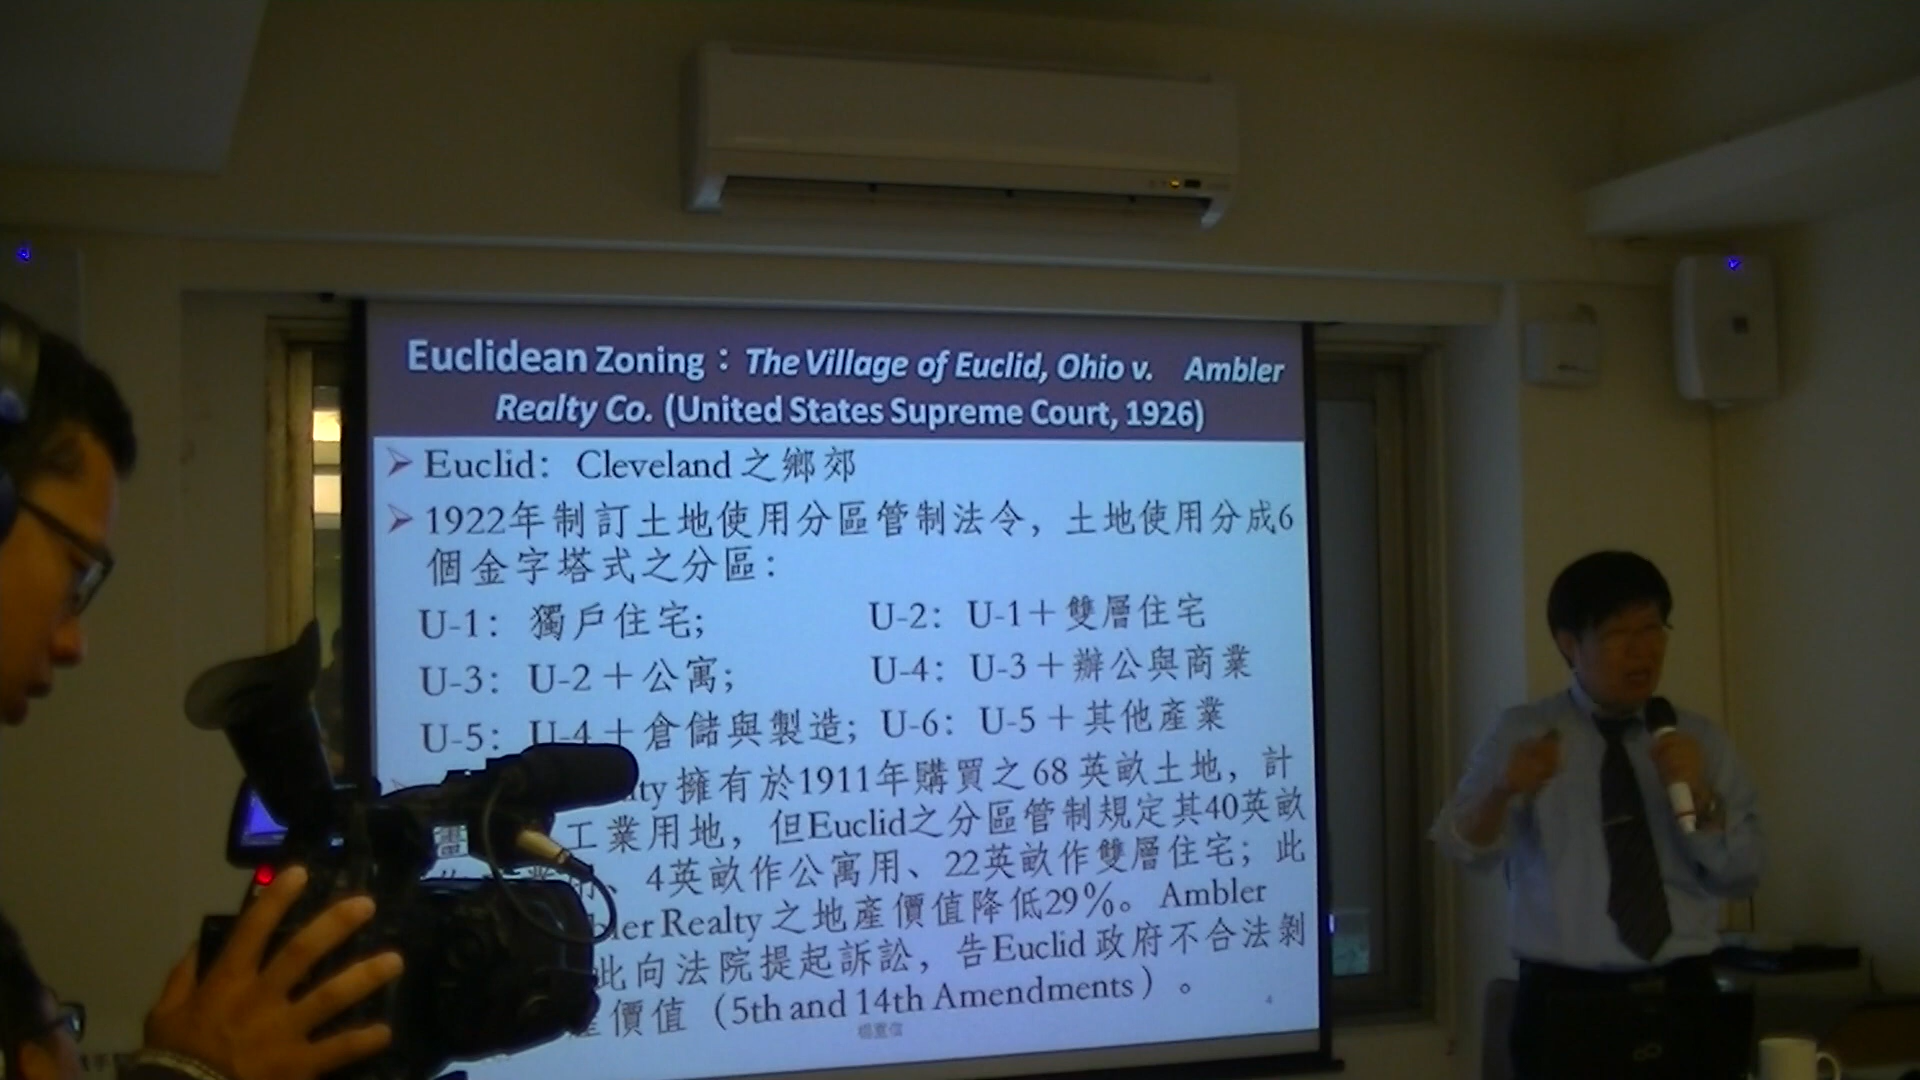 Euclidean Zoning：The Village of Euclid, Ohio v. Ambler
Realty Co. (United States Supreme Court, 1926)
Euclid: Cleveland之鄉郊
1922年制訂土地使用分區管制法令，土地使用分成6
個金字塔式之分區：
U-1: 獨戶住宅; U-2: U-1＋雙層住宅
U-3: U-2＋公寓; U-4: U-3＋辦公與商業
U-5: U-4＋倉儲與製造; U-6: U-5＋其他產業
擁有於1911年購買之68英畝土地，計
工業用地，但Euclid之分區管制規定其40英畝
、4英畝作公寓用、22英畝作雙層住宅；此
Realty之地產價值降低29%。Ambler
此向法院提起訴訟，告Euclid政府不合法剝
產價值（5th and 14th Amendments）。
4